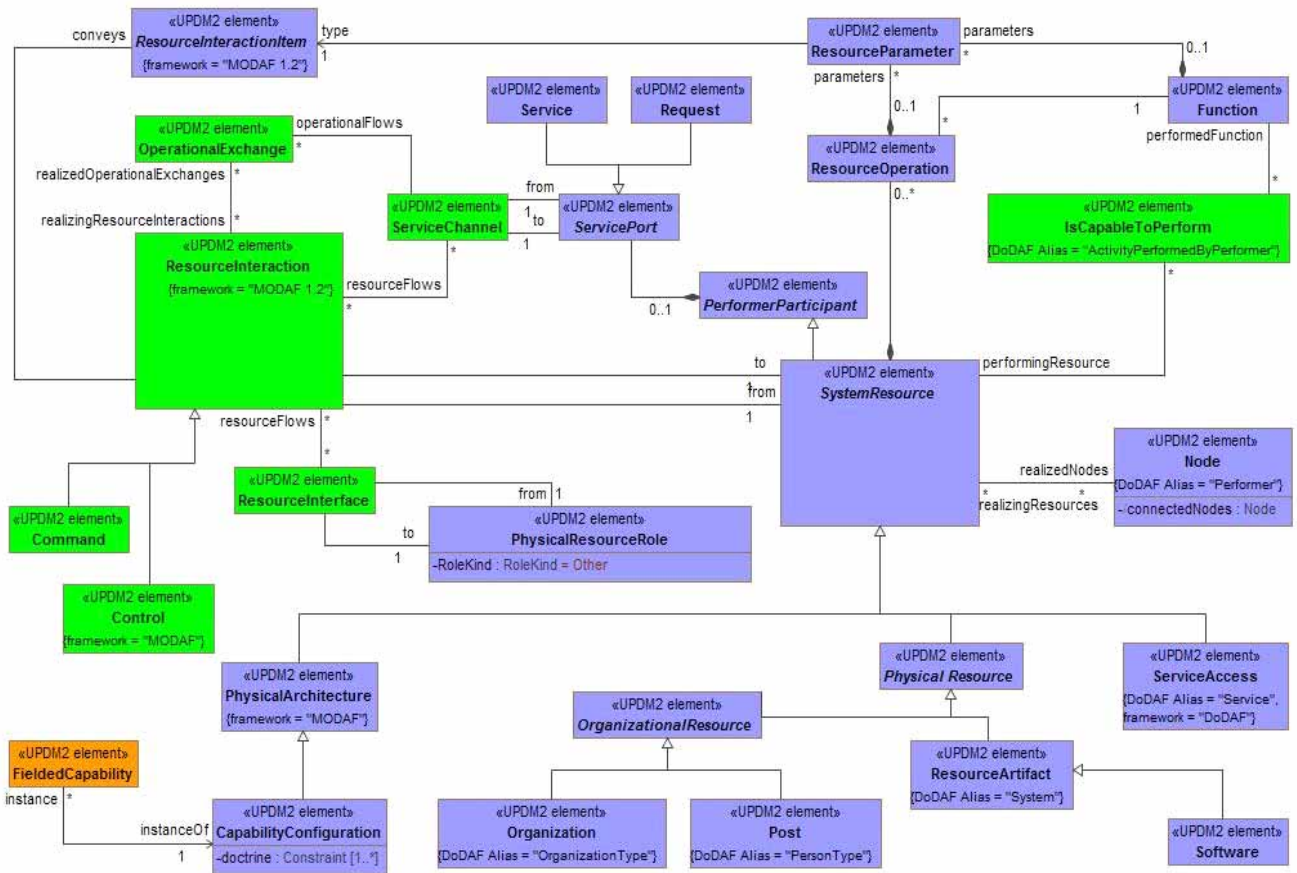 «UPDM2 element»
ResourceInteractionItem
{framework = "MODAF 1.2"}
conveys
type
1
«UPDM2 element»
ResourceParameter
parameters
*
parameters
*
0..1
0..1
«UPDM2 element»
Function
1
*
performedFunction
*
«UPDM2 element»
Service
«UPDM2 element»
Request
«UPDM2 element»
OperationalExchange
operationalFlows
*
realizedOperationalExchanges
*
realizingResourceInteractions
*
«UPDM2 element»
ServiceChannel
*
from
1
to
1
«UPDM2 element»
ServicePort
«UPDM2 element»
ResourceOperation
0..*
«UPDM2 element»
IsCapableToPerform
{DoDAF Alias = "ActivityPerformedByPerformer"}
*
«UPDM2 element»
ResourceInteraction
{framework = "MODAF 1.2"}
resourceFlows
*
0..1
«UPDM2 element»
PerformerParticipant
to
1
from
1
«UPDM2 element»
SystemResource
performingResource
realizedNodes
*
*
realizingResources
«UPDM2 element»
Node
{DoDAF Alias = "Performer"}
-/connectedNodes : Node
resourceFlows
*
*
«UPDM2 element»
ResourceInterface
from
1
to
1
«UPDM2 element»
PhysicalResourceRole
-RoleKind : RoleKind = Other
«UPDM2 element»
Command
«UPDM2 element»
Control
{framework = "MODAF"}
«UPDM2 element»
PhysicalArchitecture
{framework = "MODAF"}
«UPDM2 element»
Physical Resource
«UPDM2 element»
ServiceAccess
{DoDAF Alias = "Service",
framework = "DoDAF"}
«UPDM2 element»
OrganizationalResource
«UPDM2 element»
ResourceArtifact
{DoDAF Alias = "System"}
«UPDM2 element»
FieldedCapability
instance
*
instanceOf
1
«UPDM2 element»
CapabilityConfiguration
-doctrine : Constraint [1..*]
«UPDM2 element»
Organization
{DoDAF Alias = "OrganizationType"}
«UPDM2 element»
Post
{DoDAF Alias = "PersonType"}
«UPDM2 element»
Software